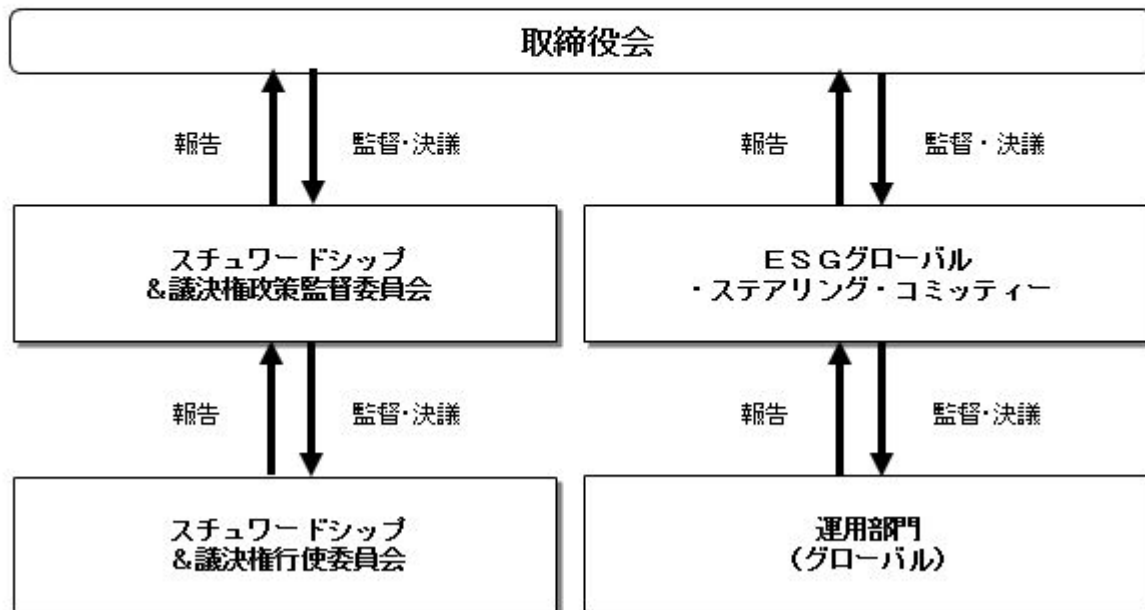 取締役会
報告
監督・決議
報告
監督・決議
スチュワードシップ
&議決権政策監督委員会
ESGグローバル
・ステアリング・コミッティー
報告
監督・決議
報告
監督・決議
スチュワードシップ
&議決権行使委員会
運用部門
(グローバル)